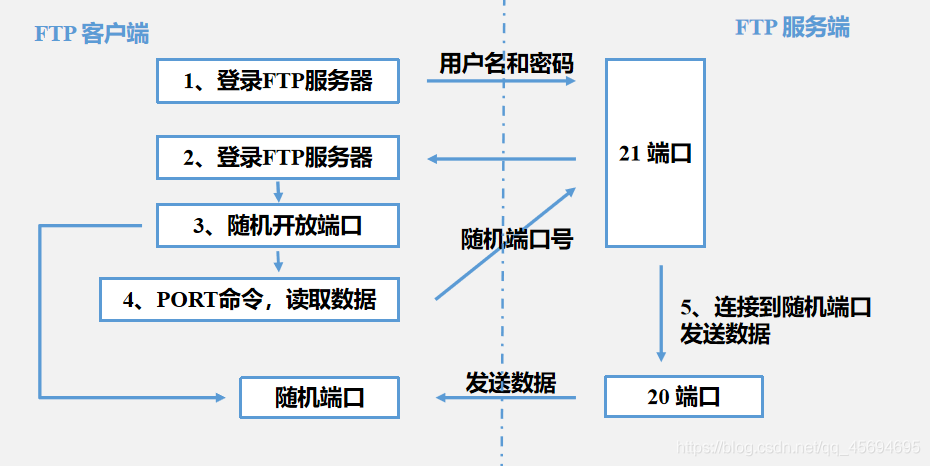 FTP 客户端
FTP 服务端
1、登录FTP服务器
用户名和密码
2、登录FTP服务器
21 端口
3、随机开放端口
随机端口号
4、PORT命令，读取数据
5、连接到随机端口
发送数据
随机端口
发送数据
20 端口
https://blog.csdn.net/qq_45694695